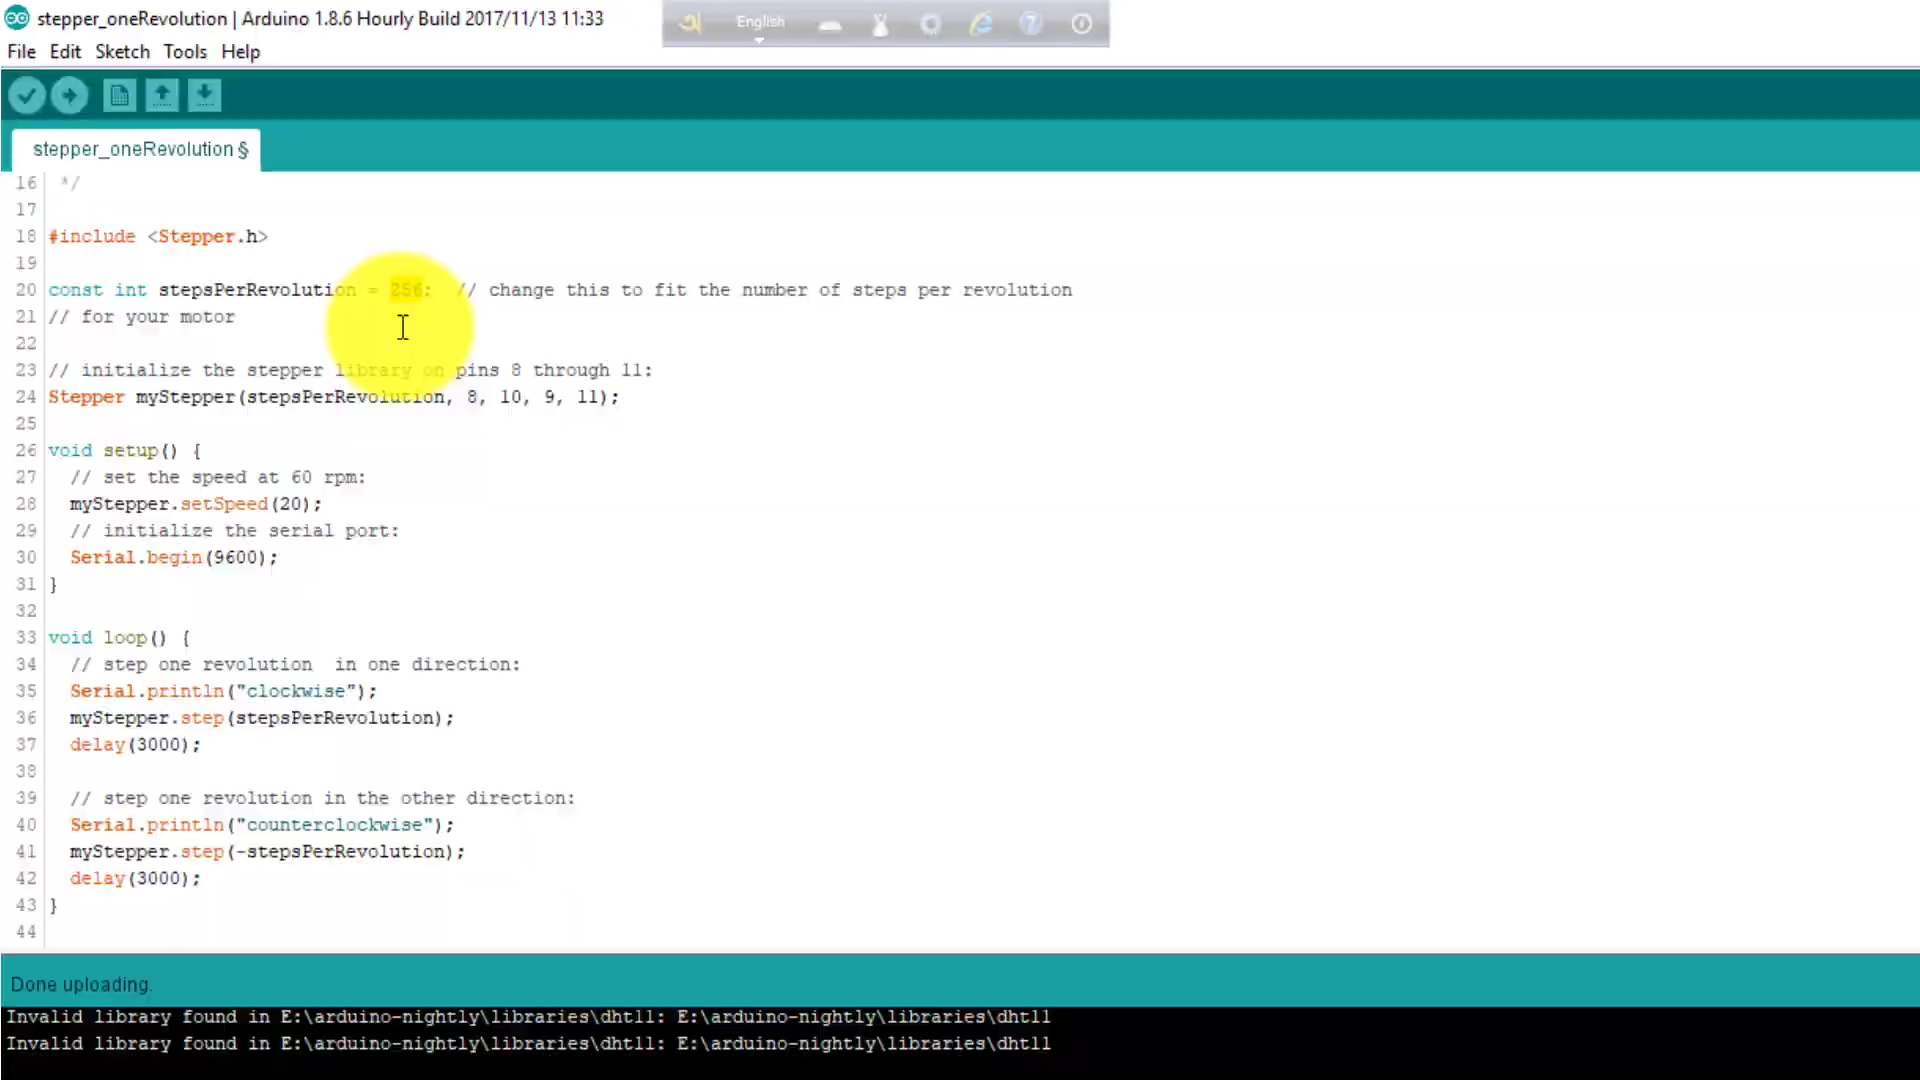 stepper_oneRevolution | Arduino 1.8.6 Hourly Build 2017/11/13 11:33
English
File Edit Sketch Tools Help
stepper_oneRevolution §
16 */
17
18 #include <Stepper.h>
19
20 const int stepsPerRevolution = 256; // change this to fit the number of steps per revolution
21 // for your motor
22
23 // initialize the stepper library on pins 8 through 11:
24 Stepper myStepper(stepsPerRevolution, 8, 10, 9, 11);
25
26 void setup() {
27 // set the speed at 60 rpm:
28 myStepper.setSpeed(20);
29 // initialize the serial port:
30 Serial.begin(9600);
31 }
32
33 void loop() {
34 // step one revolution  in one direction:
35 Serial.println("clockwise");
36 myStepper.step(stepsPerRevolution);
37 delay(3000);
38
39 // step one revolution in the other direction:
40 Serial.println("counterclockwise");
41 myStepper.step(-stepsPerRevolution);
42 delay(3000);
43 }
44
Done uploading.
Invalid library found in E:\arduino-nightly\libraries\dht11: E:\arduino-nightly\libraries\dht11
Invalid library found in E:\arduino-nightly\libraries\dht11: E:\arduino-nightly\libraries\dht11